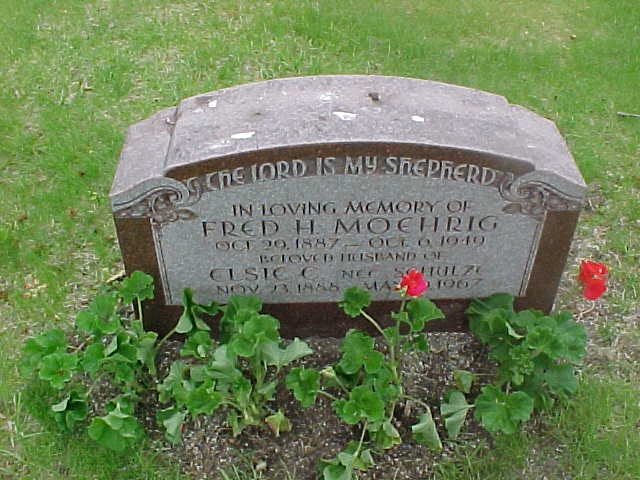 THE LORD IS MY SHEPHERD
IN LOVING MEMORY OF
FRED H. MOEHRIG
OCT. 29, 1887 — OCT. 6, 1949
BELOVED HUSBAND OF
ELSIE C. NEE SCHULZE
NOV. 23, 1888 1967